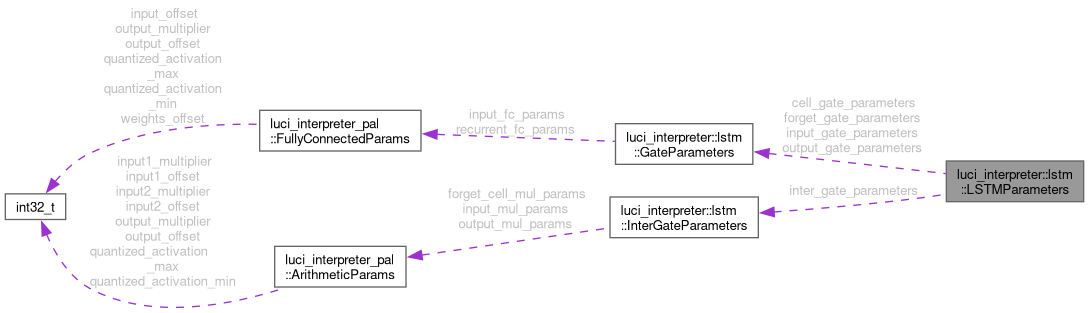 input_offset
output_multiplier
output_offset
quantized_activation
_max
quantized_activation
_min
weights_offset
luci_interpreter_pal
::FullyConnectedParams
input_fc_params
recurrent_fc_params
luci_interpreter::lstm
::GateParameters
cell_gate_parameters
forget_gate_parameters
input_gate_parameters
output_gate_parameters
luci_interpreter::lstm
::LSTMParameters
int32_t
input1_multiplier
input1_offset
input2_multiplier
input2_offset
output_multiplier
output_offset
quantized_activation
_max
quantized_activation_min
luci_interpreter_pal
::ArithmeticParams
forget_cell_mul_params
input_mul_params
output_mul_params
luci_interpreter::lstm
::InterGateParameters
inter_gate_parameters